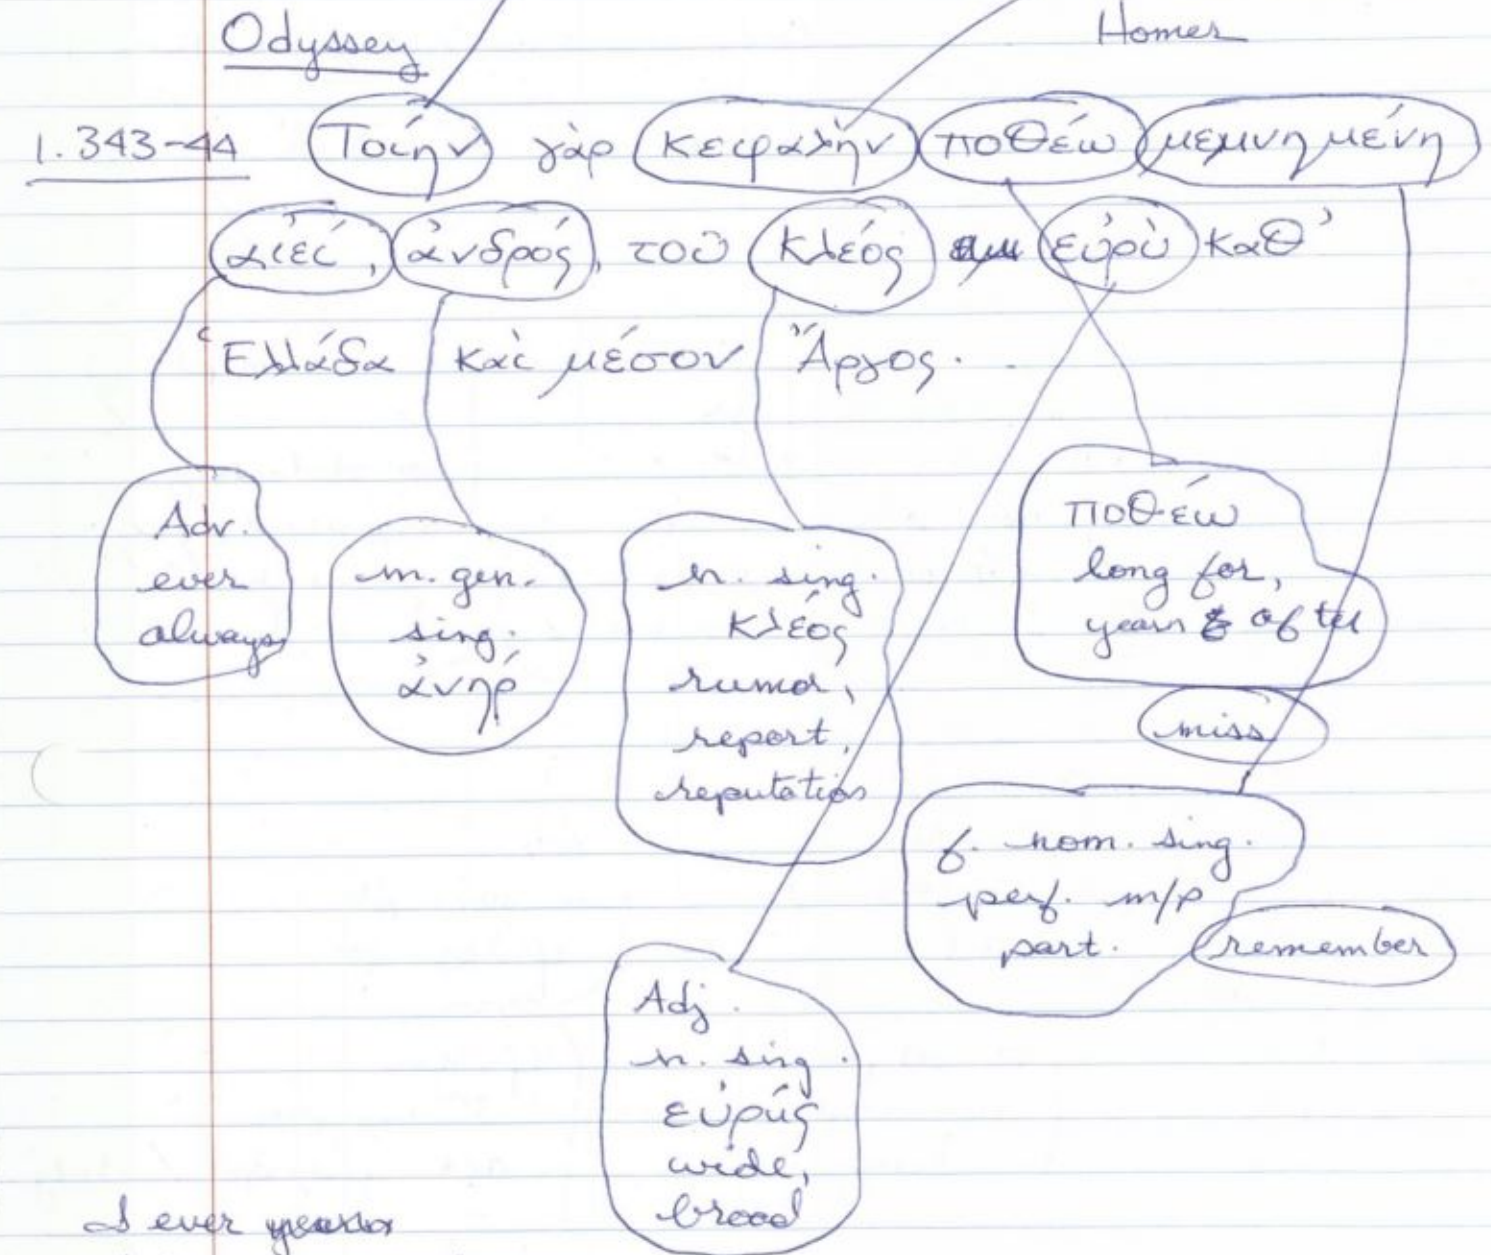 Odyssey
Homer
1. 343-44 Τοίην γὰρ κεφαλὴν ποθέω μεμνημένη
αἰεί, ἀνδρός, τοῦ κλέος εὐρὺ καθ᾽
Ἑλλάδα καὶ μέσον Ἄργος.
Adv.
ever
always
m. gen.
sing.
ἀνήρ
n. sing.
κλέος
rumor,
report,
reputation
ποθέω
long for,
yearn after
miss
f. nom. sing.
perf. m/p
part.
remember
Adj.
n. sing.
εὐρύς
wide,
broad
I ever